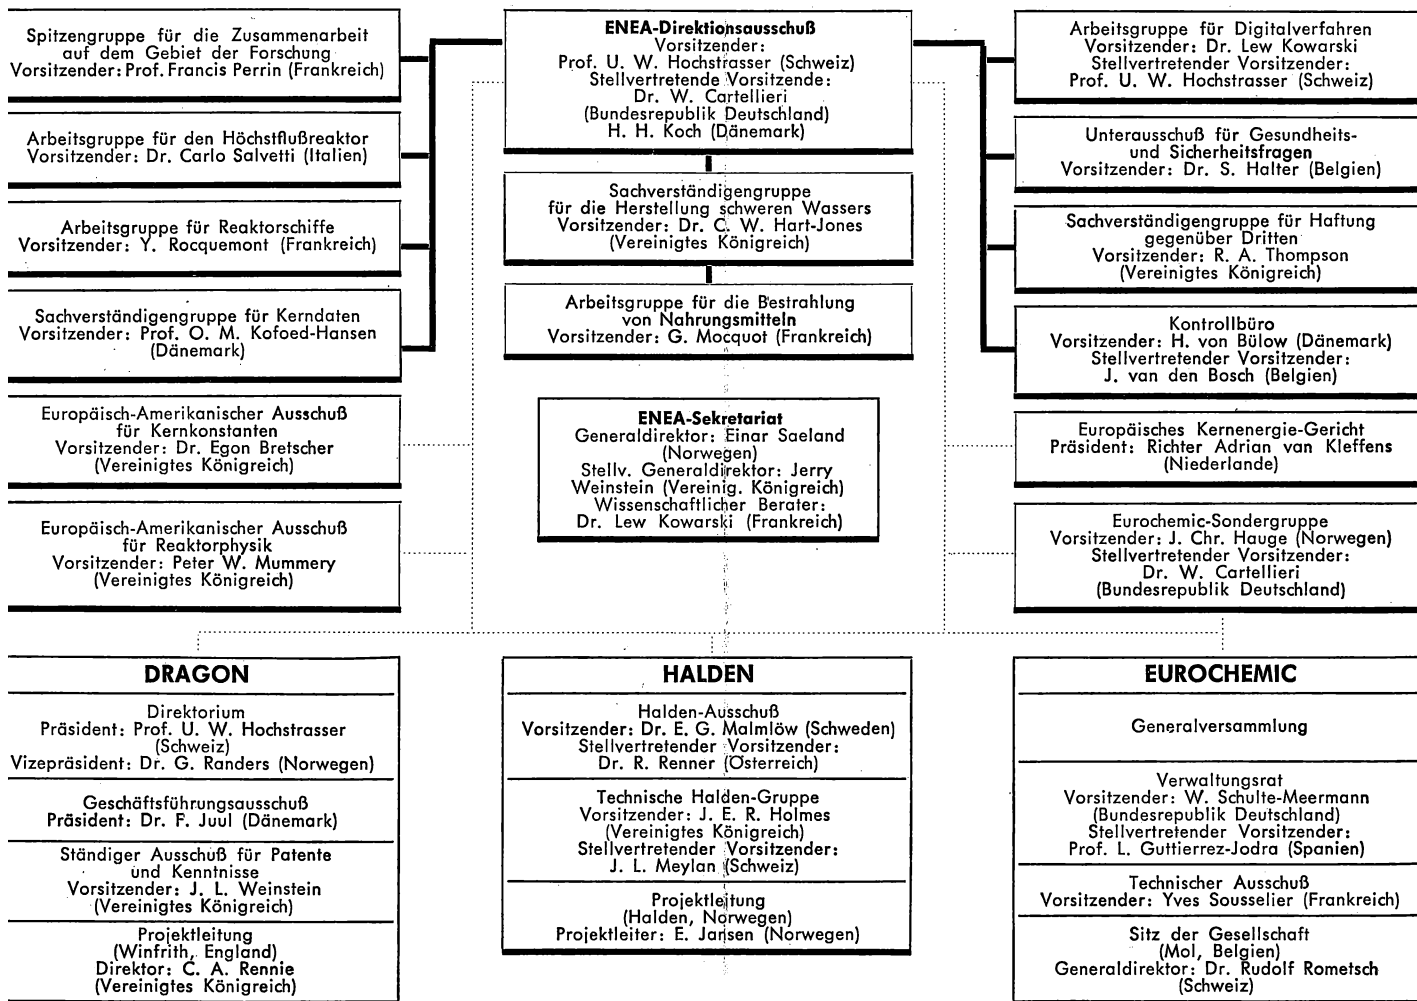 Spitzengruppe für die Zusammenarbeit
auf dem Gebiet der Forschung
Vorsitzender: Prof. Francis Perrin (Frankreich)
Arbeitsgruppe für den Höchstflußreaktor
Vorsitzender: Dr. Carlo Salvetti (Italien)
Arbeitsgruppe für Reaktorschiffe
Vorsitzender: Y. Rocquemont (Frankreich)
Sachverständigengruppe für Kerndaten
Vorsitzender: Prof. O. M. Kofoed-Hansen
(Dänemark)
Europäisch-Amerikanischer Ausschuß
für Kernkonstanten
Vorsitzender: Dr. Egon Bretscher
(Vereinigtes Königreich)
Europäisch-Amerikanischer Ausschuß
für Reaktorphysik
Vorsitzender: Peter W. Mummery
(Vereinigtes Königreich)
ENEA-Direktionsausschuß
Vorsitzender:
Prof. U. W. Hochstrasser (Schweiz)
Stellvertretende Vorsitzende:
Dr. W. Cartellieri
(Bundesrepublik Deutschland)
H. H. Koch (Dänemark)
Sachverständigengruppe
für die Herstellung schweren Wassers
Vorsitzender: Dr. C. W. Hart-Jones
(Vereinigtes Königreich)
Arbeitsgruppe für die Bestrahlung
von Nahrungsmitteln
Vorsitzender: G. Mocquot (Frankreich)
ENEA-Sekretariat
Generaldirektor: Einar Saeland
(Norwegen)
Stellv. Generaldirektor: Jerry
Weinstein (Vereinig. Königreich)
Wissenschaftlicher Berater:
Dr. Lew Kowarski (Frankreich)
Arbeitsgruppe für Digitalverfahren
Vorsitzender: Dr. Lew Kowarski
Stellvertretender Vorsitzender:
Prof. U. W. Hochstrasser (Schweiz)
Unterausschuß für Gesundheits-
und Sicherheitsfragen
Vorsitzender: Dr. S. Halter (Belgien)
Sachverständigengruppe für Haftung
gegenüber Dritten
Vorsitzender: R. A. Thompson
(Vereinigtes Königreich)
Kontrollbüro
Vorsitzender: H. von Bülow (Dänemark)
Stellvertretender Vorsitzender:
J. van den Bosch (Belgien)
Europäisches Kernenergie-Gericht
Präsident: Richter Adrian van Kleffens
(Niederlande)
Eurochemic-Sondergruppe
Vorsitzender: J. Chr. Hauge (Norwegen)
Stellvertretender Vorsitzender:
Dr. W. Cartellieri
(Bundesrepublik Deutschland)
DRAGON
Direktorium
Präsident: Prof. U. W. Hochstrasser
(Schweiz)
Vizepräsident: Dr. G. Randers (Norwegen)
Geschäftsführungsausschuß
Präsident: Dr. F. Juul (Dänemark)
Ständiger Ausschuß für Patente
und Kenntnisse
Vorsitzender: J. L. Weinstein
(Vereinigtes Königreich)
Projektleitung
(Winfrith, England)
Direktor: C. A. Rennie
(Vereinigtes Königreich)
HALDEN
Halden-Ausschuß
Vorsitzender: Dr. E. G. Malmlöw (Schweden)
Stellvertretender Vorsitzender:
Dr. R. Renner (Österreich)
Technische Halden-Gruppe
Vorsitzender: J. E. R. Holmes
(Vereinigtes Königreich)
Stellvertretender Vorsitzender:
J. L. Meylan (Schweiz)
Projektleitung
(Halden, Norwegen)
Projektleiter: E. Jansen (Norwegen)
EUROCHEMIC
Generalversammlung
Verwaltungsrat
Vorsitzender: W. Schulte-Meermann
(Bundesrepublik Deutschland)
Stellvertretender Vorsitzender:
Prof. L. Guttierrez-Jodra (Spanien)
Technischer Ausschuß
Vorsitzender: Yves Sousselier (Frankreich)
Sitz der Gesellschaft
(Mol, Belgien)
Generaldirektor: Dr. Rudolf Rometsch
(Schweiz)